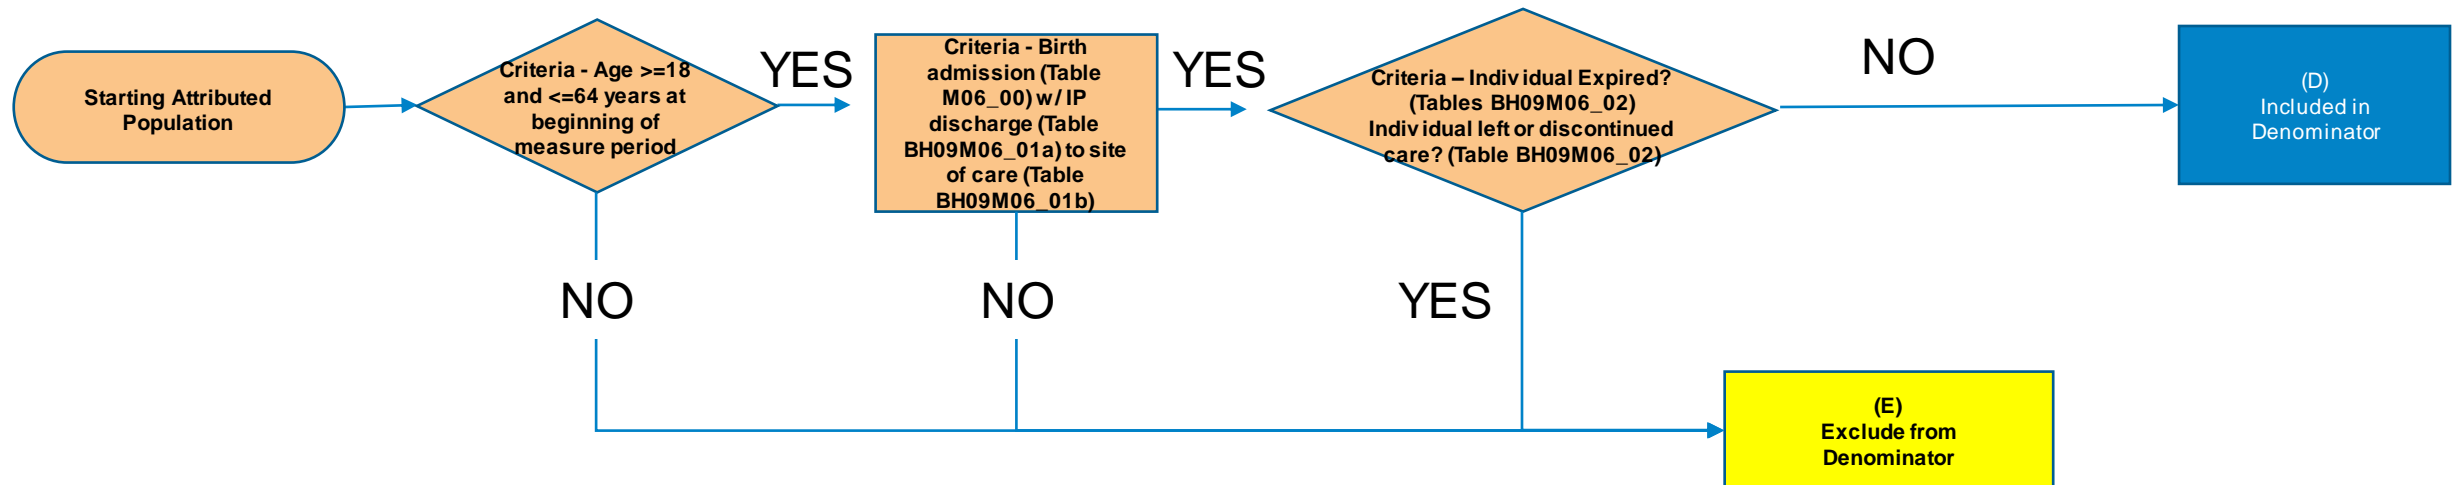 Starting Attributed
Population
Criteria - Age >=18
and <=64 years at
beginning of
measure period
YES
Criteria - Birth
admission (Table
M06_00) w/ IP
discharge (Table
BH09M06_01a) to site
of care (Table
BH09M06_01b)
YES
Criteria – Individual Expired?
(Tables BH09M06_02)
Individual left or discontinued
care? (Table BH09M06_02)
NO
(D)
Included in
Denominator
NO
NO
YES
(E)
Exclude from
Denominator